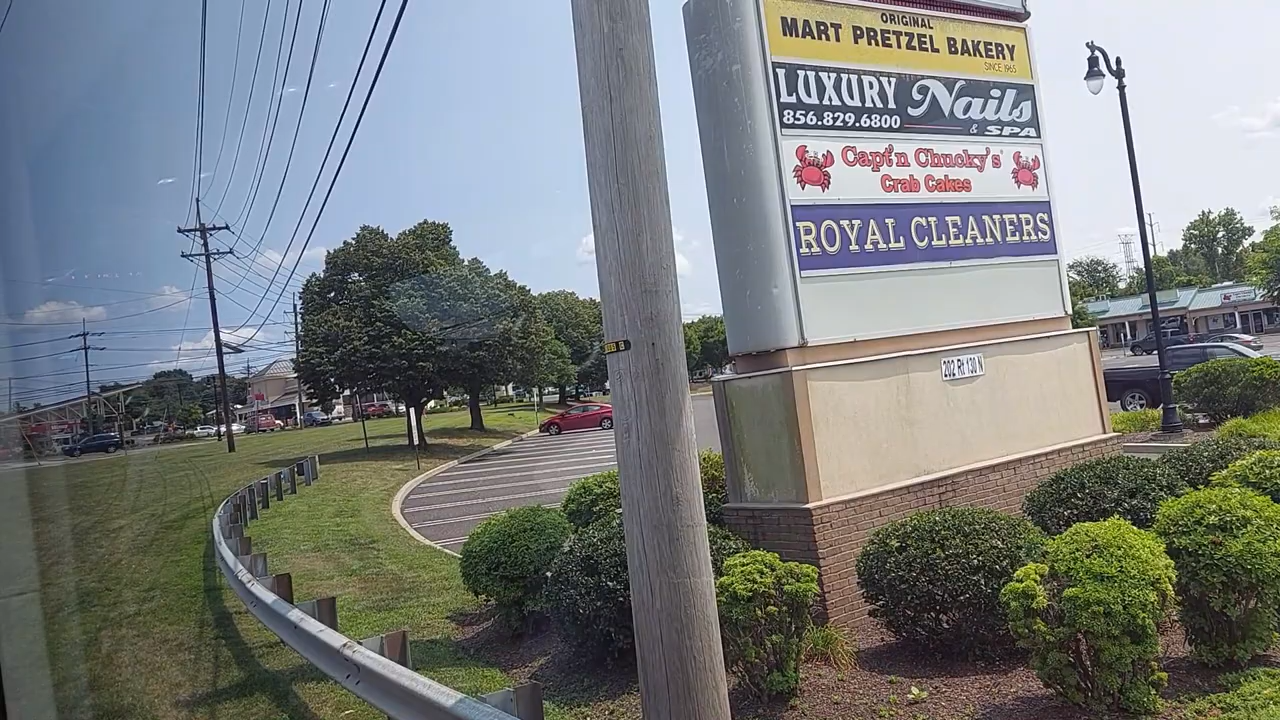 ORIGINAL
MART PRETZEL BAKERY
SINCE 1965
LUXURY Nails
856.829.6800 & SPA
Capt'n Chucky's
Crab Cakes
ROYAL CLEANERS
202 Rt 130 N